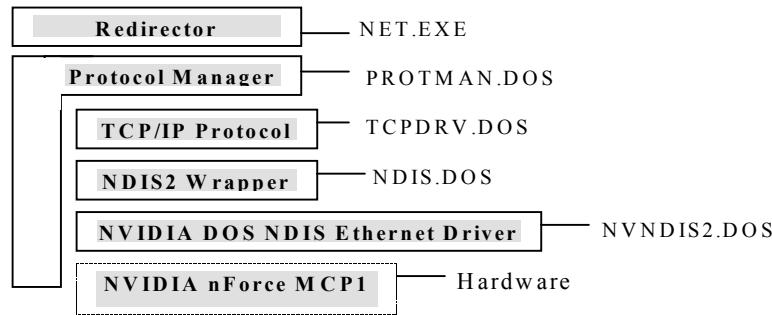 Redirector NET.EXE
Protocol Manager PROTMAN.DOS
TCP/IP Protocol TCPDRV.DOS
NDIS2 Wrapper NDIS.DOS
NVIDIA DOS NDIS Ethernet Driver NVNDIS2.DOS
NVIDIA nForce MCP1 Hardware